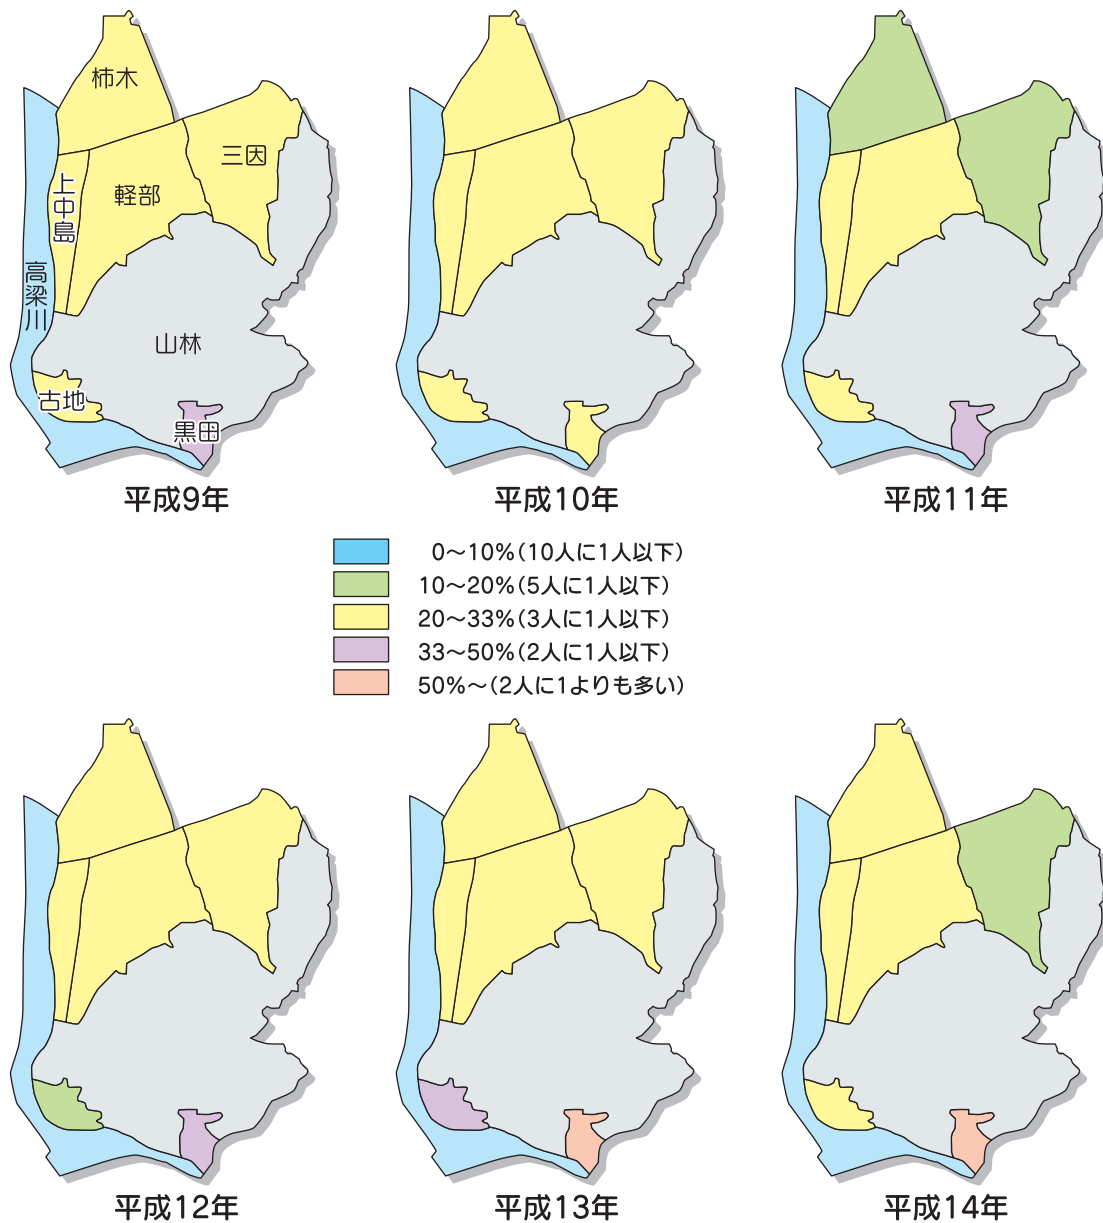 柿木
三因
上中島
軽部
高梁川
山林
古地
黒田
平成9年
平成10年
平成11年
0～10%(10人に1人以下)
10～20%(5人に1人以下)
20～33%(3人に1人以下)
33～50%(2人に1人以下)
50%～(2人に1よりも多い)
平成12年
平成13年
平成14年